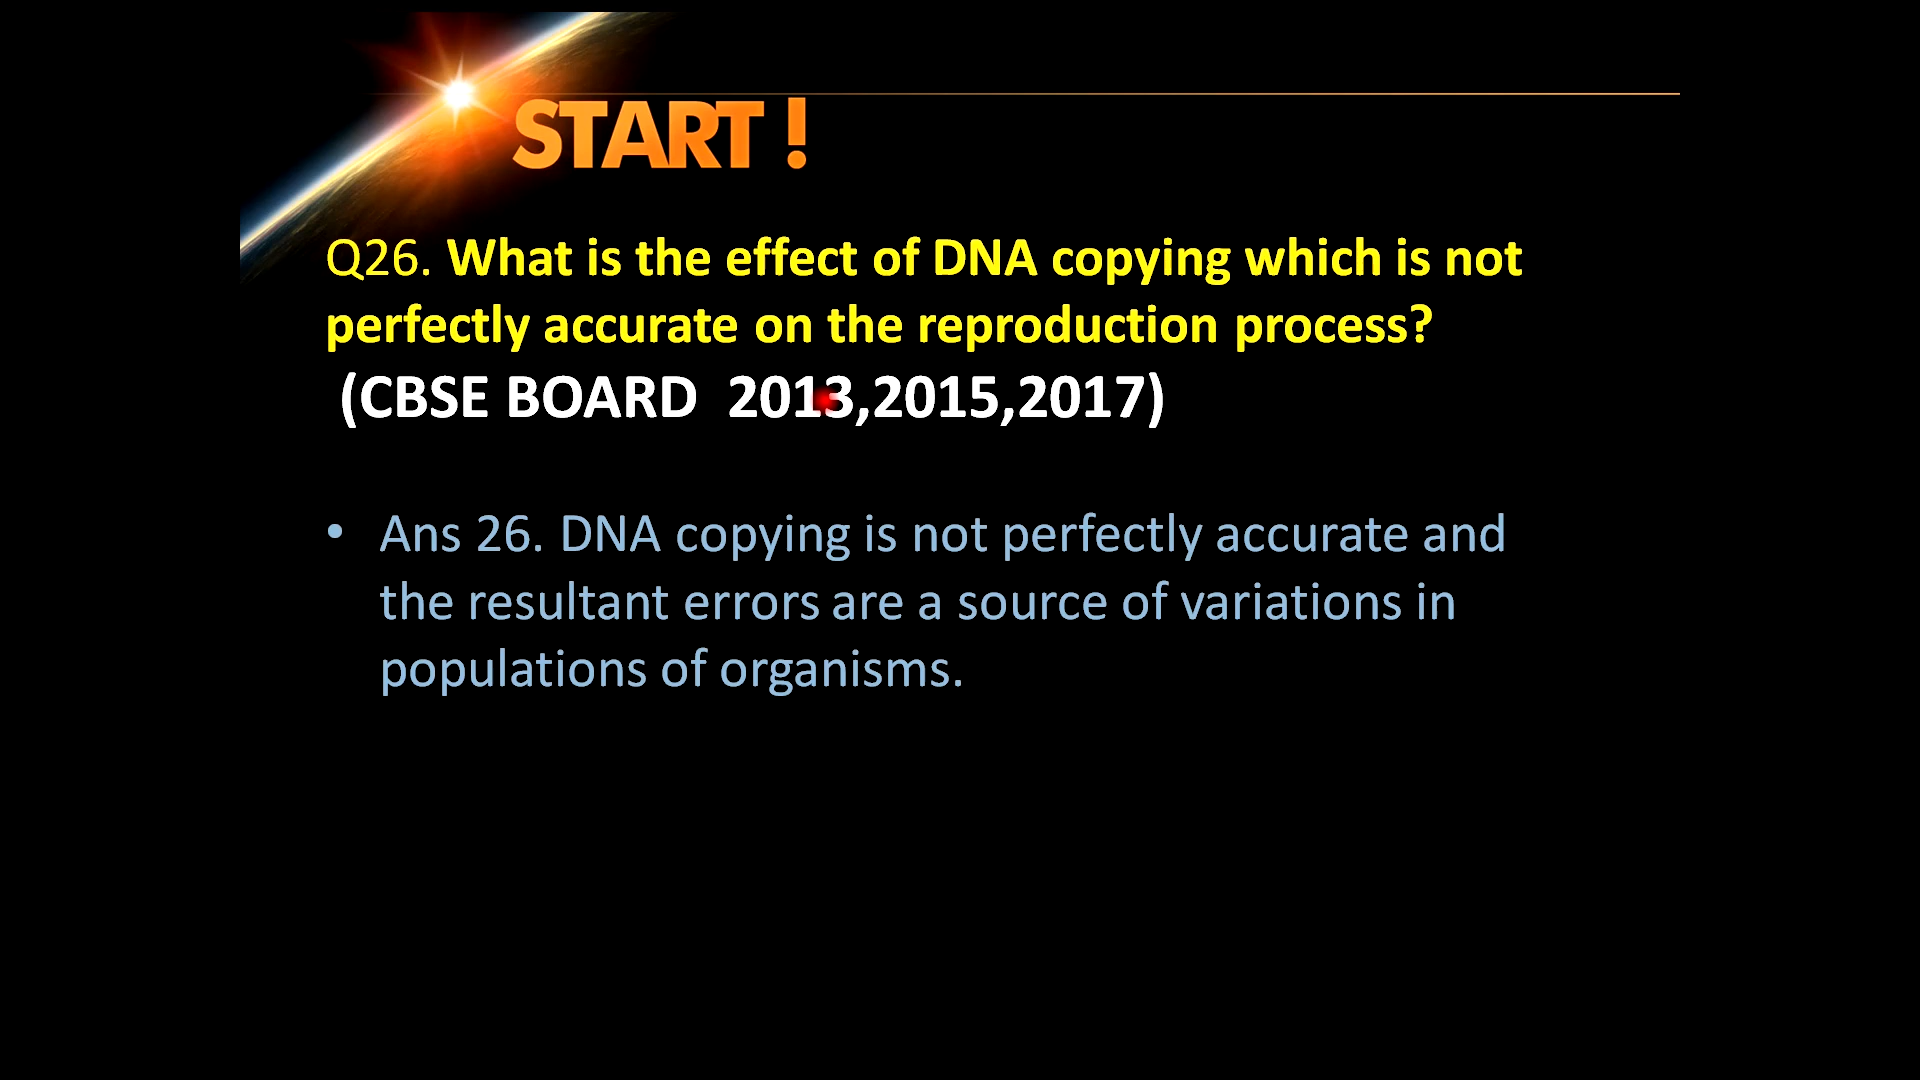 START !
Q26. What is the effect of DNA copying which is not
perfectly accurate on the reproduction process?
(CBSE BOARD 2013,2015,2017)
• Ans 26. DNA copying is not perfectly accurate and
the resultant errors are a source of variations in
populations of organisms.